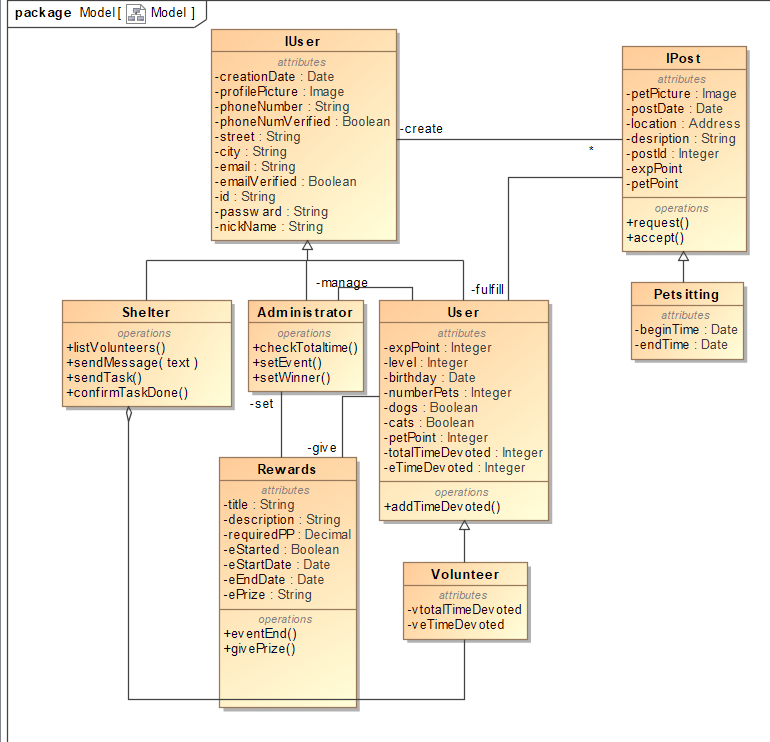 package Model [ Model ]
IUser
attributes
-creationDate : Date
-profilePicture : Image
-phoneNumber : String
-phoneNumVerified : Boolean
-street : String
-city : String
-email : String
-emailVerified : Boolean
-id : String
-password : String
-nickName : String
-create
*
IPost
attributes
-petPicture : Image
-postDate : Date
-location : Address
-desription : String
-postId : Integer
-expPoint
-petPoint
operations
+request()
+accept()
-manage
-fulfill
Petsitting
attributes
-beginTime : Date
-endTime : Date
Shelter
operations
+listVolunteers()
+sendMessage( text )
+sendTask()
+confirmTaskDone()
Administrator
operations
+checkTotaltime()
+setEvent()
+setWinner()
User
attributes
-expPoint : Integer
-level : Integer
-birthday : Date
-numberPets : Integer
-dogs : Boolean
-cats : Boolean
-petPoint : Integer
-totalTimeDevoted : Integer
-eTimeDevoted : Integer
operations
+addTimeDevoted()
-set
-give
Rewards
attributes
-title : String
-description : String
-requiredPP : Decimal
-eStarted : Boolean
-eStartDate : Date
-eEndDate : Date
-ePrize : String
operations
+eventEnd()
+givePrize()
Volunteer
attributes
-vtotalTimeDevoted
-veTimeDevoted